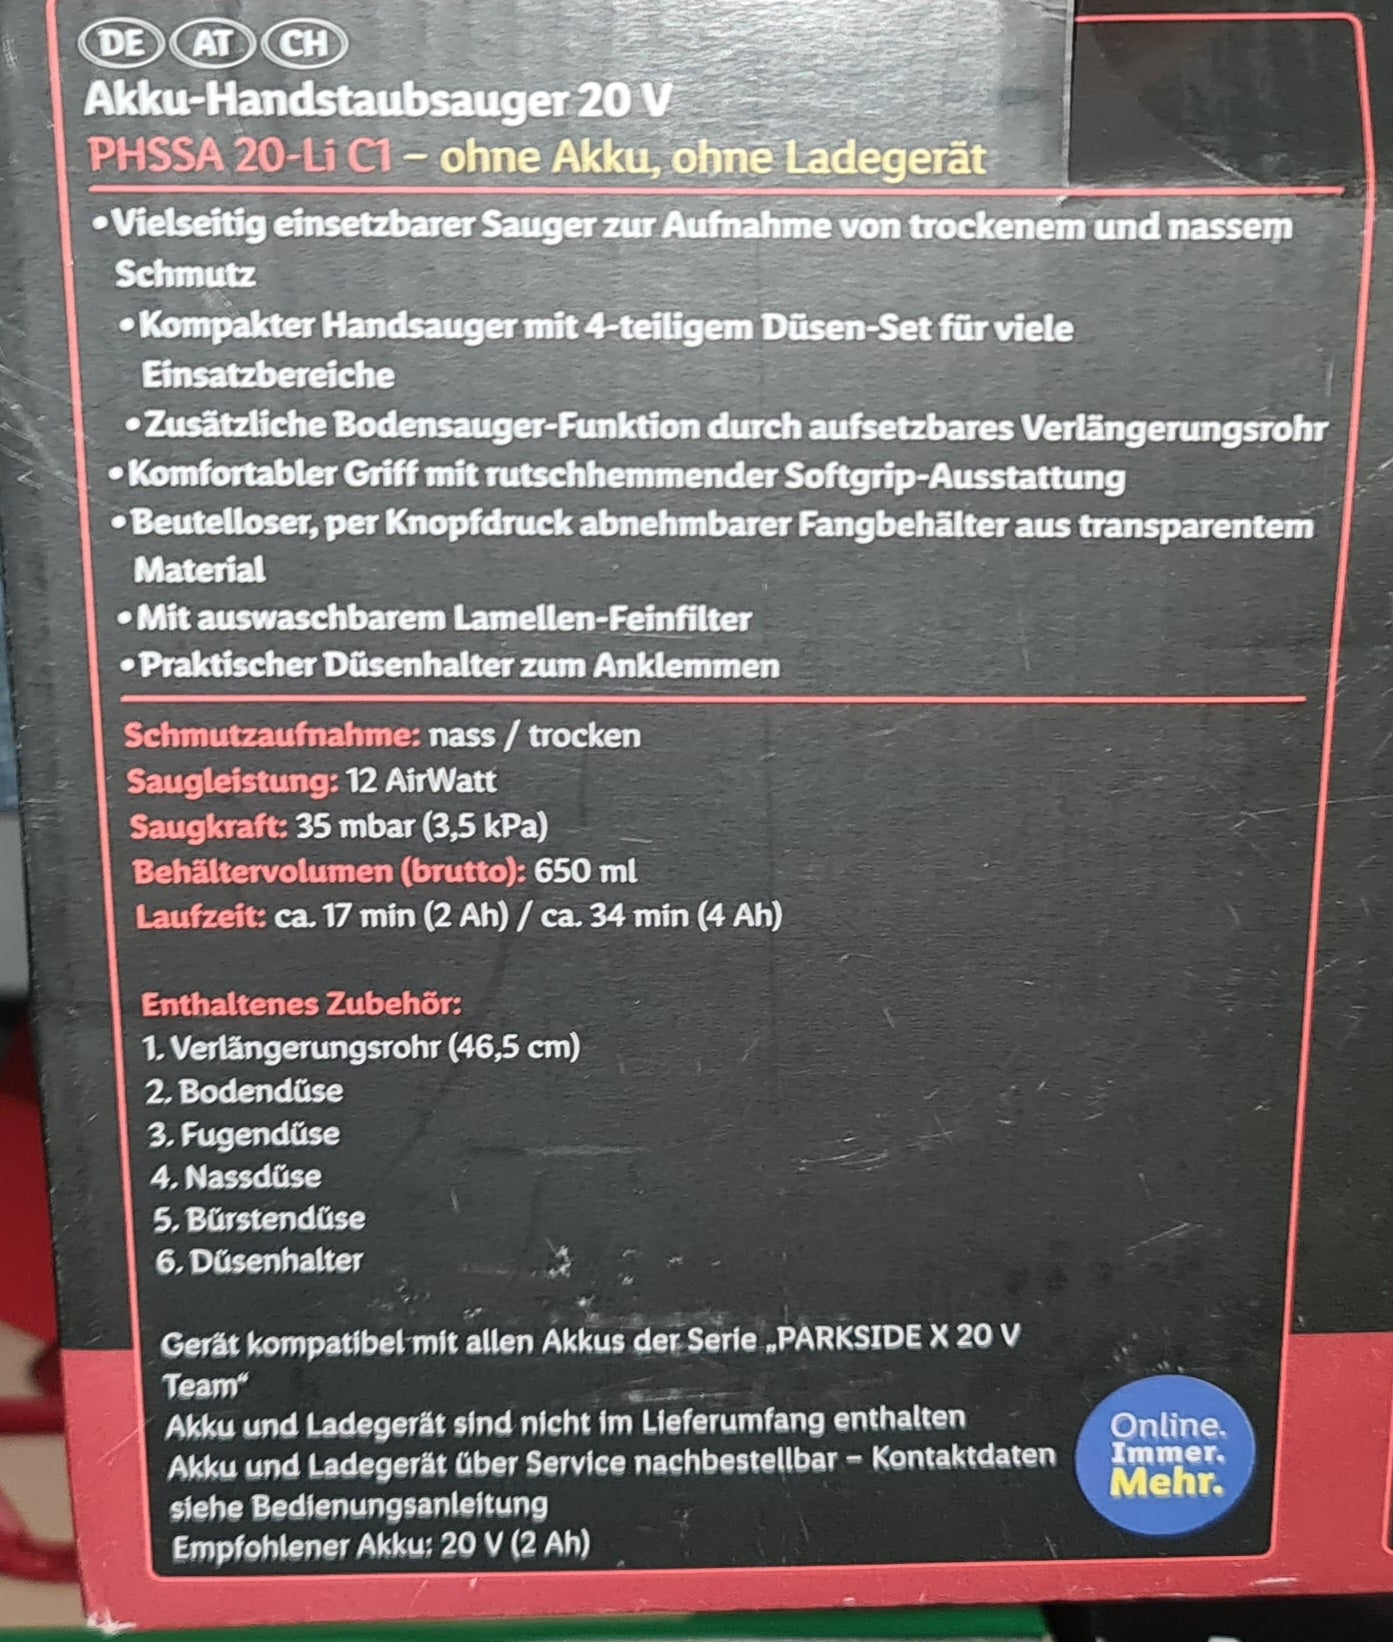 DE AT CH
Akku-Handstaubsauger 20 V
PHSSA 20-Li C1 – ohne Akku, ohne Ladegerät
•Vielseitig einsetzbarer Sauger zur Aufnahme von trockenem und nassem
Schmutz
•Kompakter Handsauger mit 4-teiligem Düsen-Set für viele
Einsatzbereiche
•Zusätzliche Bodensauger-Funktion durch aufsetzbares Verlängerungsrohr
•Komfortabler Griff mit rutschhemmender Softgrip-Ausstattung
•Beutelloser, per Knopfdruck abnehmbarer Fangbehälter aus transparentem
Material
•Mit auswaschbarem Lamellen-Feinfilter
•Praktischer Düsenhalter zum Anklemmen
Schmutzaufnahme: nass / trocken
Saugleistung: 12 AirWatt
Saugkraft: 35 mbar (3,5 kPa)
Behältervolumen (brutto): 650 ml
Laufzeit: ca. 17 min (2 Ah) / ca. 34 min (4 Ah)
Enthaltenes Zubehör:
1. Verlängerungsrohr (46,5 cm)
2. Bodendüse
3. Fugendüse
4. Nassdüse
5. Bürstendüse
6. Düsenhalter
Gerät kompatibel mit allen Akkus der Serie „PARKSIDE X 20 V
Team“
Akku und Ladegerät sind nicht im Lieferumfang enthalten
Akku und Ladegerät über Service nachbestellbar – Kontaktdaten
siehe Bedienungsanleitung
Empfohlener Akku: 20 V (2 Ah)
Online.
Immer.
Mehr.